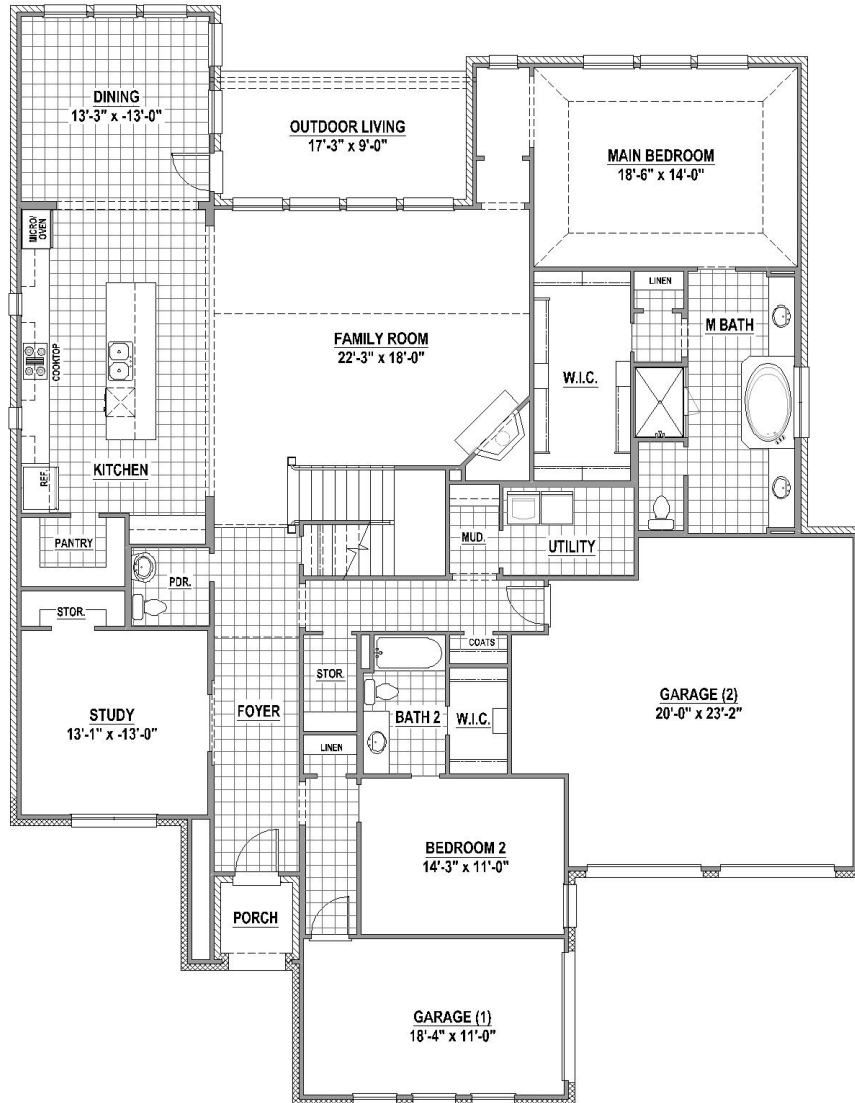 DINING
13'-3" x -13'-0"
OUTDOOR LIVING
17'-3" x 9'-0"
MAIN BEDROOM
18'-6" x 14'-0"
MICRO/
OVEN
COOKTOP
FAMILY ROOM
22'-3" x 18'-0"
LINEN
M BATH
W.I.C.
KITCHEN
REF.
PANTRY
MUD.
UTILITY
PDR.
STOR.
COATS
STUDY
13'-1" x -13'-0"
FOYER
STOR.
BATH 2
W.I.C.
GARAGE (2)
20'-0" x 23'-2"
LINEN
BEDROOM 2
14'-3" x 11'-0"
PORCH
GARAGE (1)
18'-4" x 11'-0"